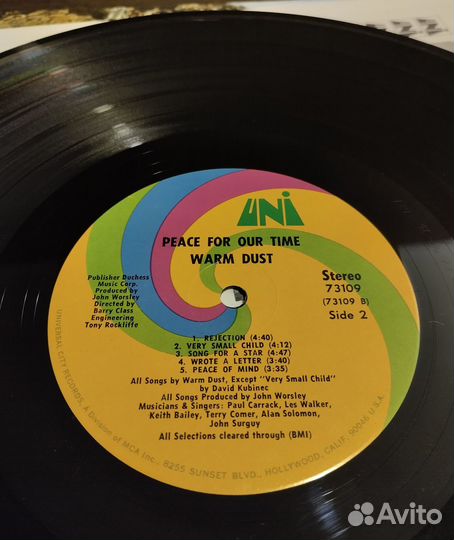 UNI
PEACE FOR OUR TIME
WARM DUST
Publisher Duchess
Music Corp.
Produced by
John Worsley
Directed by
Barry Class
Engineering
Tony Rockliffe
Stereo
73109
(73109 B)
Side 2
1. REJECTION (4:40)
2. VERY SMALL CHILD (4:12)
3. SONG FOR A STAR (4:47)
4. WROTE A LETTER (3:40)
5. PEACE OF MIND (3:35)
All Songs by Warm Dust, Except "Very Small Child"
by David Kubinec
All Songs Produced by John Worsley
Musicians & Singers: Paul Carrack, Les Walker,
Keith Bailey, Terry Comer, Alan Solomon,
John Surguy
All Selections cleared through (BMI)
UNIVERSAL CITY RECORDS, A Division of MCA Inc., 8255 SUNSET BLVD., HOLLYWOOD, CALIF. 90046 U.S.A.
Avito